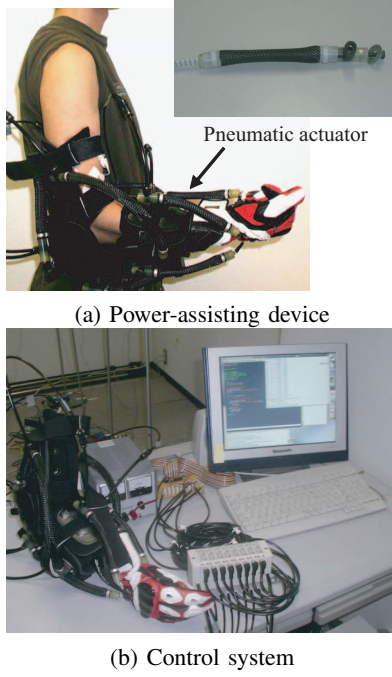 Pneumatic actuator
(a) Power-assisting device
Panasonic
(b) Control system